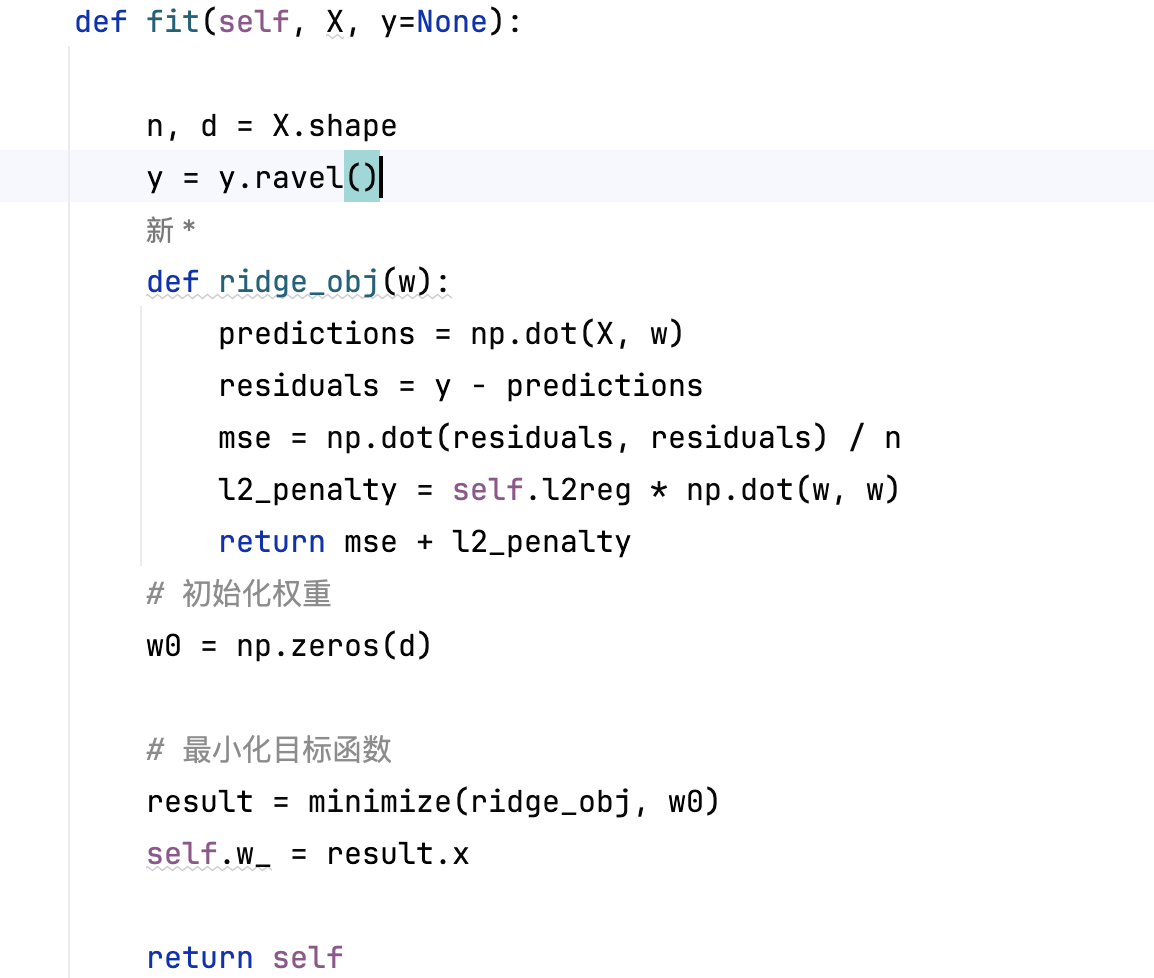 def fit(self, X, y=None):
n, d = X.shape
y = y.ravel()
新 *
def ridge_obj(w):
predictions = np.dot(X, w)
residuals = y - predictions
mse = np.dot(residuals, residuals) / n
l2_penalty = self.l2reg * np.dot(w, w)
return mse + l2_penalty
# 初始化权重
w0 = np.zeros(d)
# 最小化目标函数
result = minimize(ridge_obj, w0)
self.w_ = result.x
return self